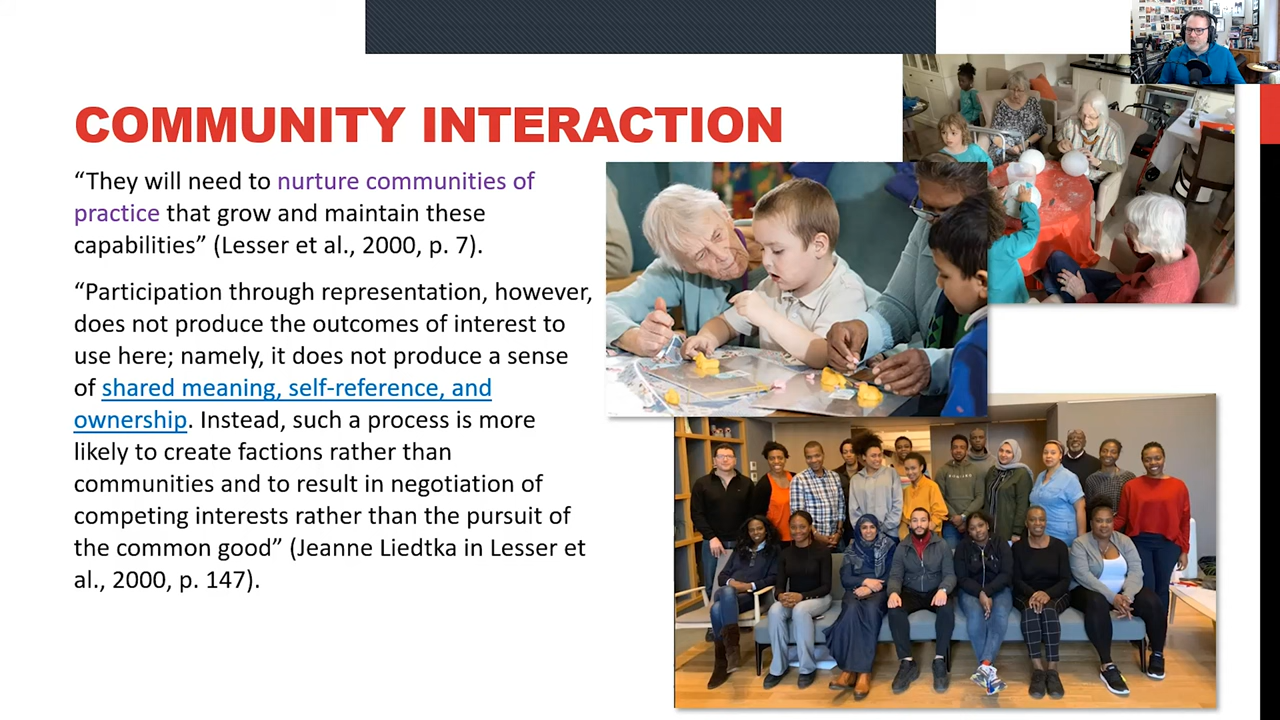 COMMUNITY INTERACTION
“They will need to nurture communities of
practice that grow and maintain these
capabilities” (Lesser et al., 2000, p. 7).
“Participation through representation, however,
does not produce the outcomes of interest to
use here; namely, it does not produce a sense
of shared meaning, self-reference, and
ownership. Instead, such a process is more
likely to create factions rather than
communities and to result in negotiation of
competing interests rather than the pursuit of
the common good” (Jeanne Liedtka in Lesser et
al., 2000, p. 147).